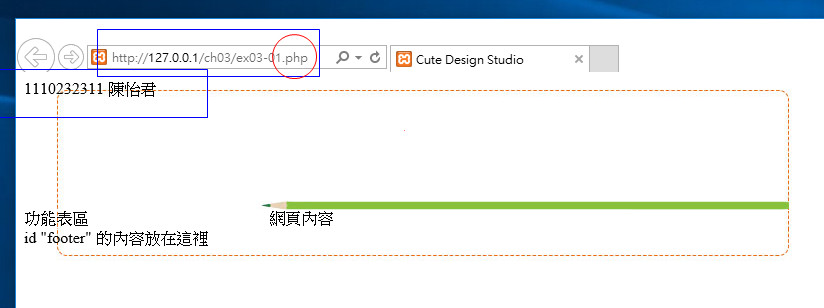 http://127.0.0.1/ch03/ex03-01.php
Cute Design Studio
1110232311 陳怡君
功能表區
網頁內容
id "footer" 的內容放在這裡